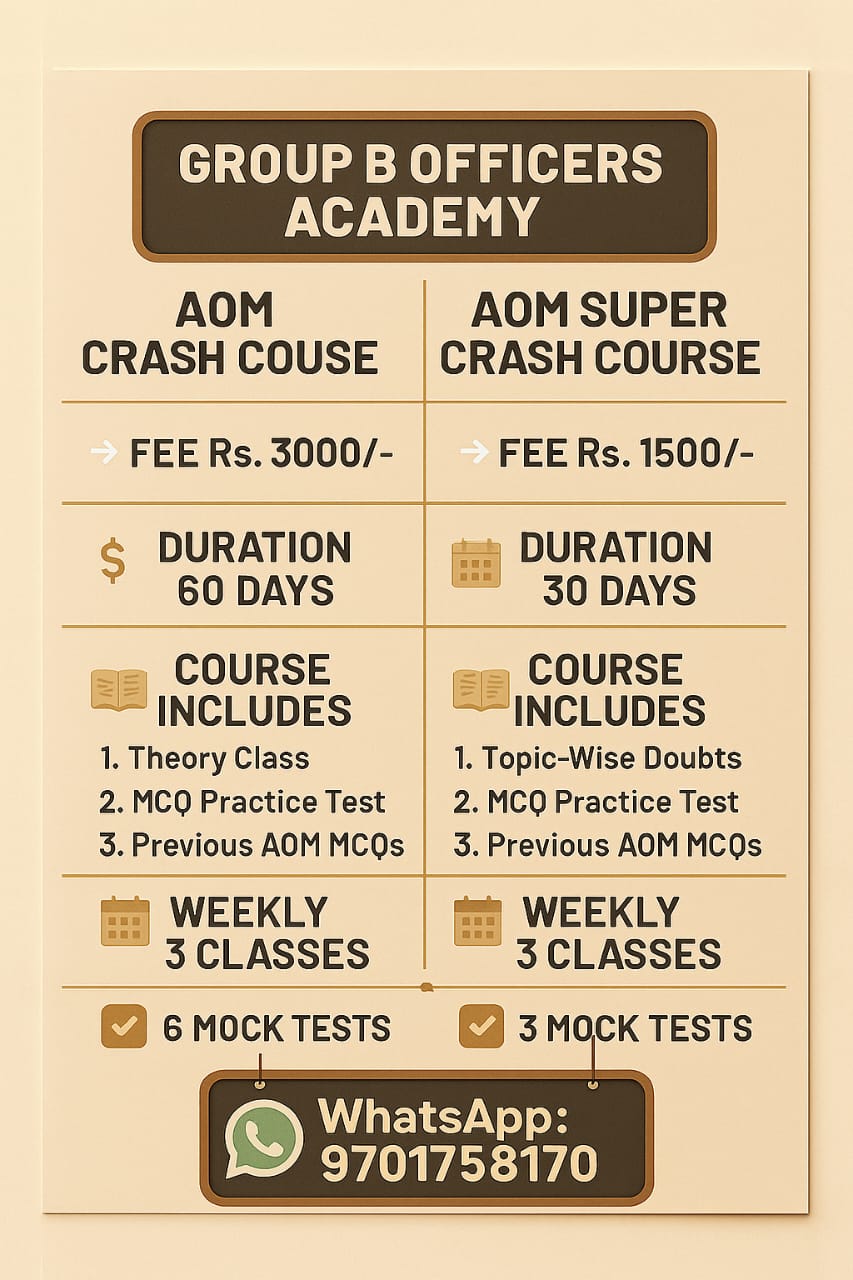 GROUP B OFFICERS
ACADEMY
AOM
CRASH COUSE
→ FEE Rs. 3000/-
$ DURATION
60 DAYS
COURSE
INCLUDES
1. Theory Class
2. MCQ Practice Test
3. Previous AOM MCQs
WEEKLY
3 CLASSES
6 MOCK TESTS
AOM SUPER
CRASH COURSE
→ FEE Rs. 1500/-
DURATION
30 DAYS
COURSE
INCLUDES
1. Topic-Wise Doubts
2. MCQ Practice Test
3. Previous AOM MCQs
WEEKLY
3 CLASSES
3 MOCK TESTS
WhatsApp:
9701758170